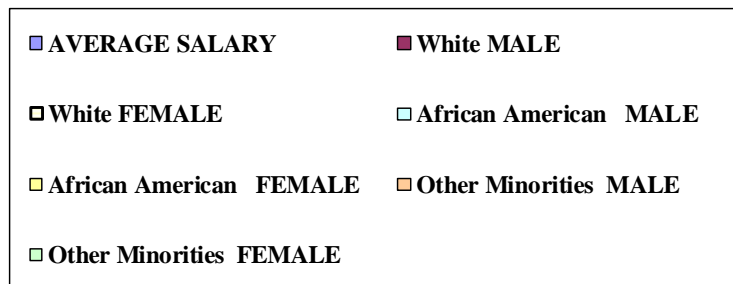 AVERAGE SALARY
White MALE
White FEMALE
African American MALE
African American FEMALE
Other Minorities MALE
Other Minorities FEMALE